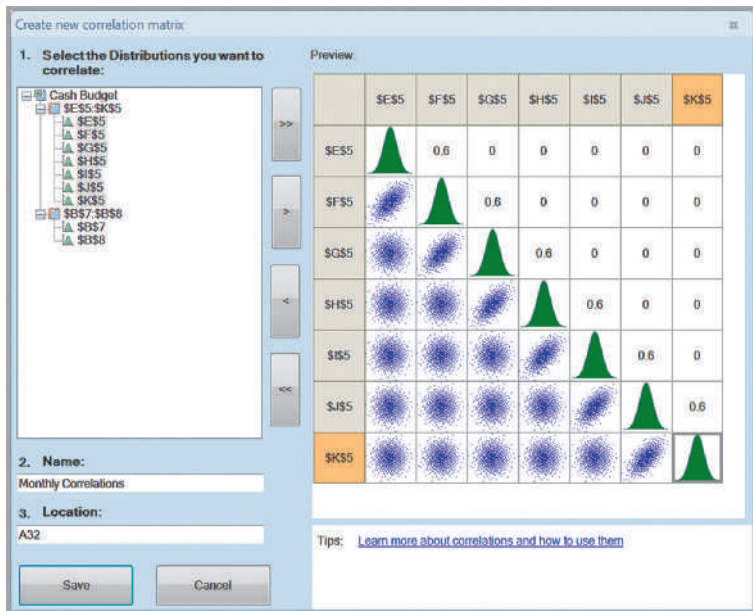 Create new correlation matrix
1. Select the Distributions you want to
correlate:
Cash Budget
$E$5:$K$5
$E$5
$F$5
$G$5
$H$5
$I$5
$J$5
$K$5
$B$7:$B$8
$B$7
$B$8
>>
>
<
<<
2. Name:
Monthly Correlations
3. Location:
A32
Save Cancel
Preview:
$E$5 $F$5 $G$5 $H$5 $I$5 $J$5 $K$5
$E$5 0.6 0 0 0 0 0
$F$5 0.6 0 0 0 0
$G$5 0.6 0 0 0
$H$5 0.6 0 0
$I$5 0.6 0
$J$5 0.6
$K$5
Tips: Learn more about correlations and how to use them